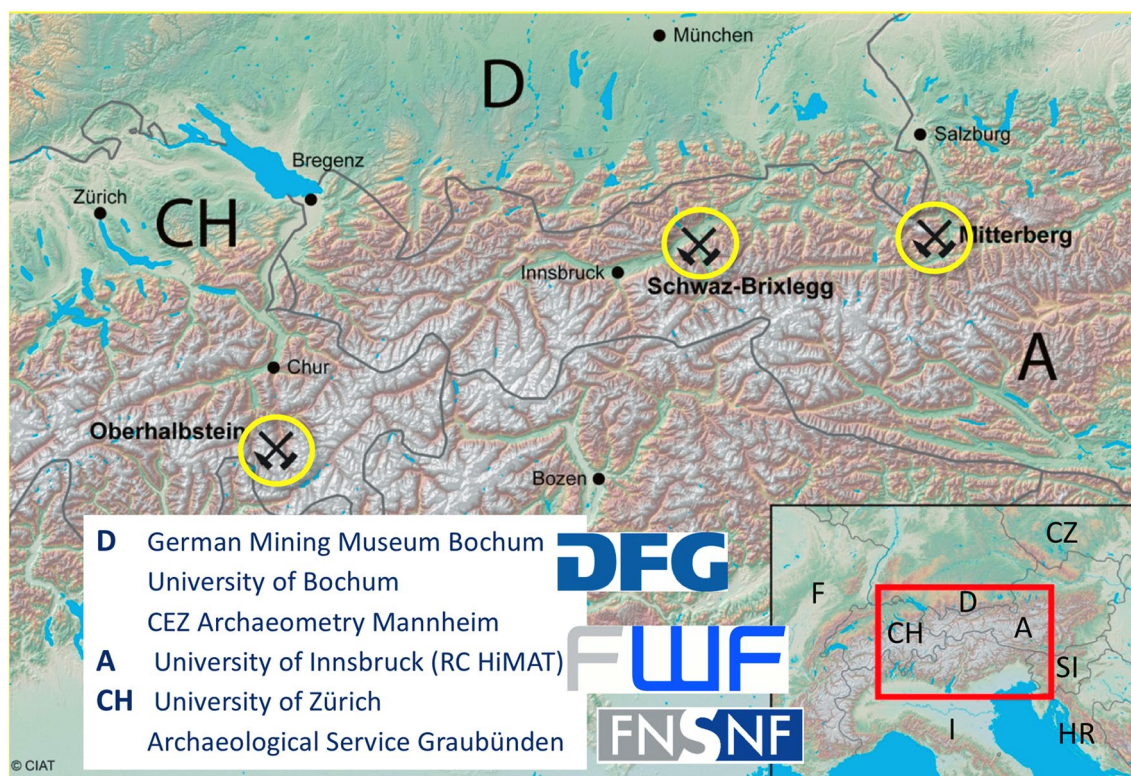 München
D
Salzburg
Bregenz
Zürich
CH
Mitterberg
Innsbruck
Schwaz-Brixlegg
A
Chur
Oberhalbstein
Bozen
D German Mining Museum Bochum
University of Bochum
CEZ Archaeometry Mannheim
A University of Innsbruck (RC HiMAT)
CH University of Zürich
Archaeological Service Graubünden
DFG
FWF
FNSNF
CZ
F
D
CH
A
SI
I
HR
© CIAT